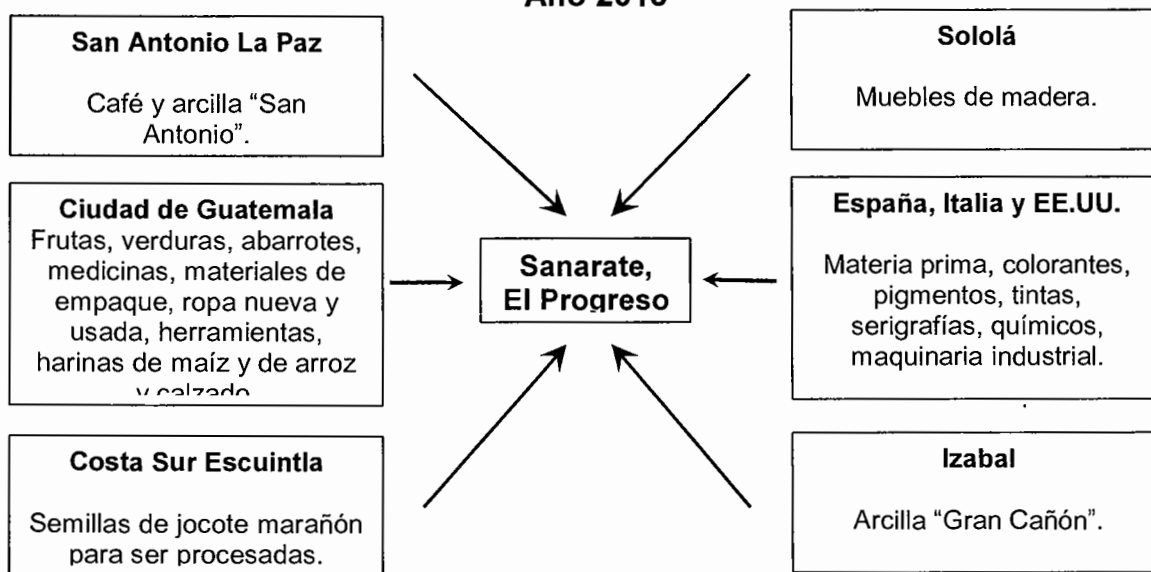 San Antonio La Paz
Café y arcilla “San
Antonio”.
Sololá
Muebles de madera.
Ciudad de Guatemala
Frutas, verduras, abarrotes,
medicinas, materiales de
empaque, ropa nueva y
usada, herramientas,
harinas de maíz y de arroz
y calzado
Sanarate,
El Progreso
España, Italia y EE.UU.
Materia prima, colorantes,
pigmentos, tintas,
serigrafías, químicos,
maquinaria industrial.
Costa Sur Escuintla
Semillas de jocote marañón
para ser procesadas.
Izabal
Arcilla “Gran Cañón”.